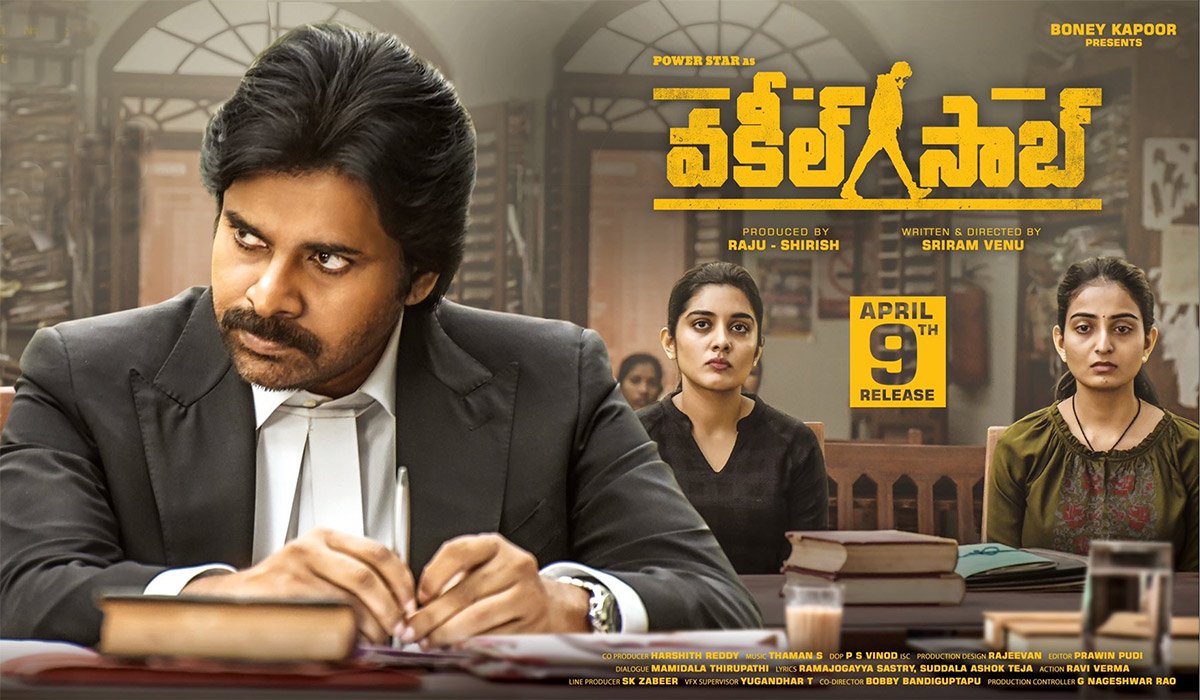 BONEY KAPOOR
PRESENTS
POWER STAR AS
వకీల్ సాబ్
PRODUCED BY
RAJU - SHIRISH
WRITTEN & DIRECTED BY
SRIRAM VENU
APRIL
9TH
RELEASE
CO PRODUCER HARSHITH REDDY MUSIC THAMAN S DOP P S VINOD ISC PRODUCTION DESIGN RAJEEVAN EDITOR PRAWIN PUDI
DIALOGUE MAMIDALA THIRUPATHI LYRICS RAMAJOGAYYA SASTRY, SUDDALA ASHOK TEJA ACTION RAVI VERMA
LINE PRODUCER SK ZABEER VFX SUPERVISOR YUGANDHAR T CO-DIRECTOR BOBBY BANDIGUPTAPU PRODUCTION CONTROLLER G NAGESHWAR RAO